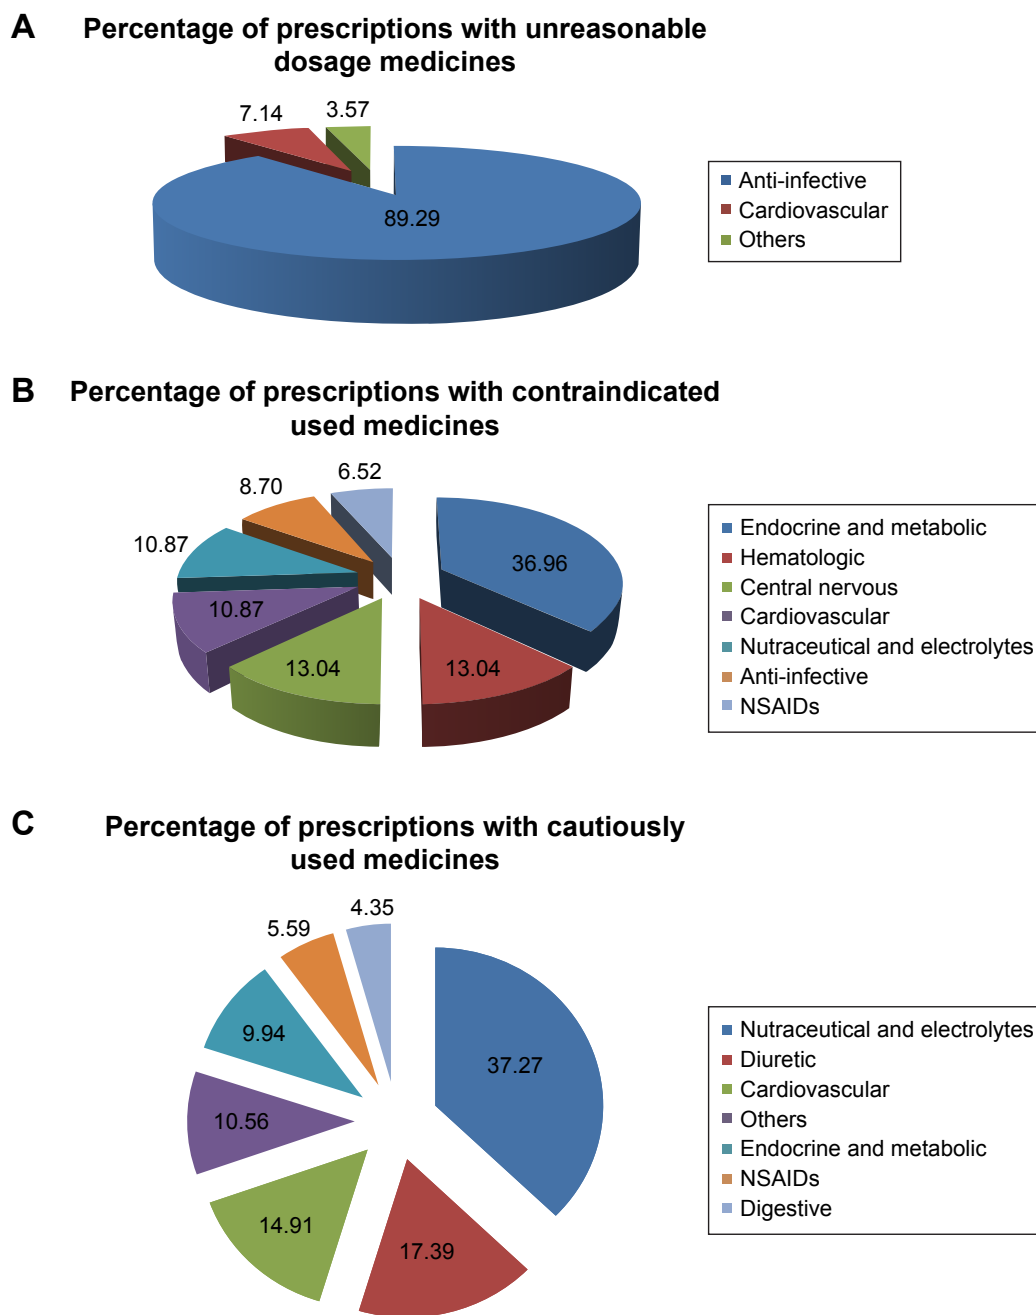 A
Percentage of prescriptions with unreasonable
dosage medicines
7.14
3.57
89.29
Anti-infective
Cardiovascular
Others
B
Percentage of prescriptions with contraindicated
used medicines
6.52
8.70
10.87
36.96
10.87
13.04
13.04
Endocrine and metabolic
Hematologic
Central nervous
Cardiovascular
Nutraceutical and electrolytes
Anti-infective
NSAIDs
C
Percentage of prescriptions with cautiously
used medicines
4.35
5.59
9.94
37.27
10.56
14.91
17.39
Nutraceutical and electrolytes
Diuretic
Cardiovascular
Others
Endocrine and metabolic
NSAIDs
Digestive